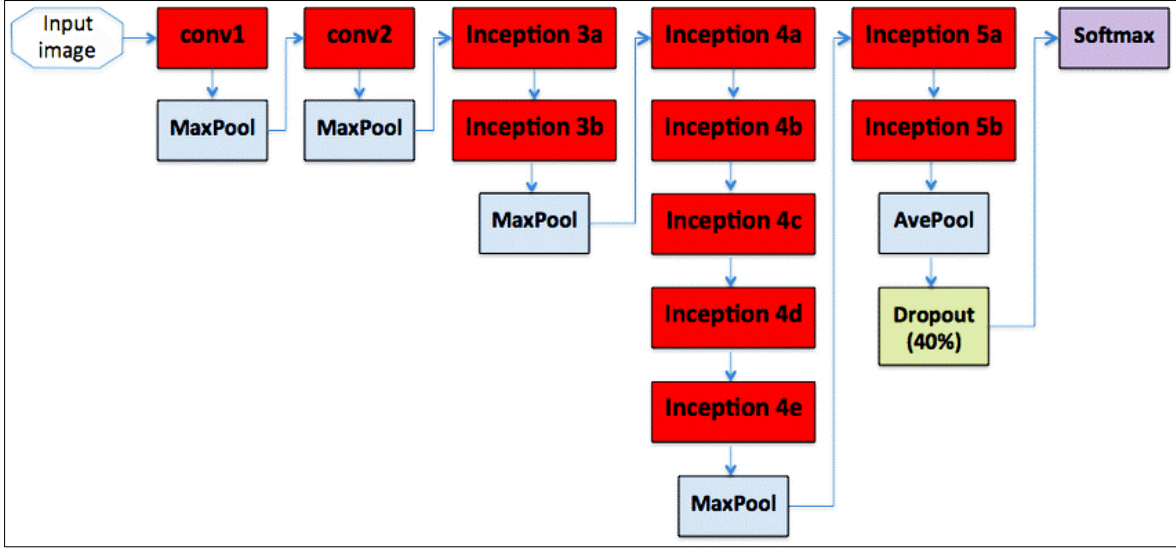 Input
image
conv1
MaxPool
conv2
MaxPool
Inception 3a
Inception 3b
MaxPool
Inception 4a
Inception 4b
Inception 4c
Inception 4d
Inception 4e
MaxPool
Inception 5a
Inception 5b
AvePool
Dropout
(40%)
Softmax